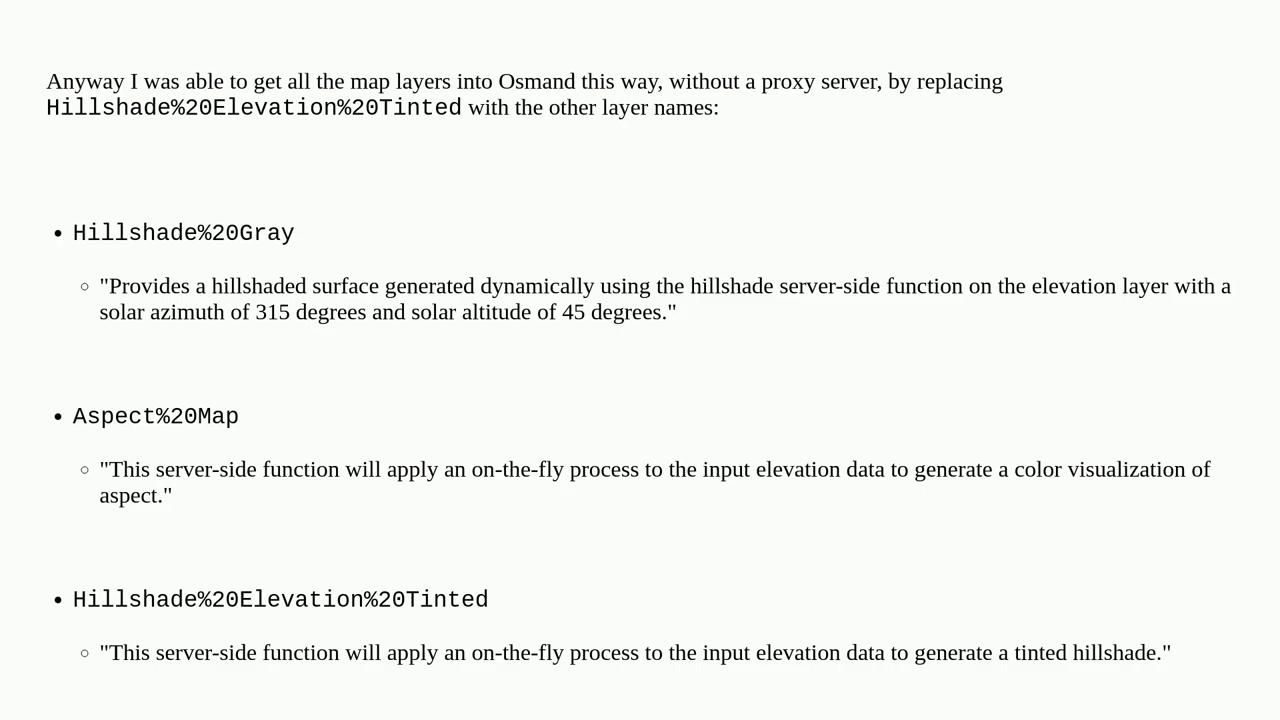 Anyway I was able to get all the map layers into Osmand this way, without a proxy server, by replacing
Hillshade%20Elevation%20Tinted with the other layer names:
• Hillshade%20Gray
○ "Provides a hillshaded surface generated dynamically using the hillshade server-side function on the elevation layer with a
solar azimuth of 315 degrees and solar altitude of 45 degrees."
• Aspect%20Map
○ "This server-side function will apply an on-the-fly process to the input elevation data to generate a color visualization of
aspect."
• Hillshade%20Elevation%20Tinted
○ "This server-side function will apply an on-the-fly process to the input elevation data to generate a tinted hillshade."